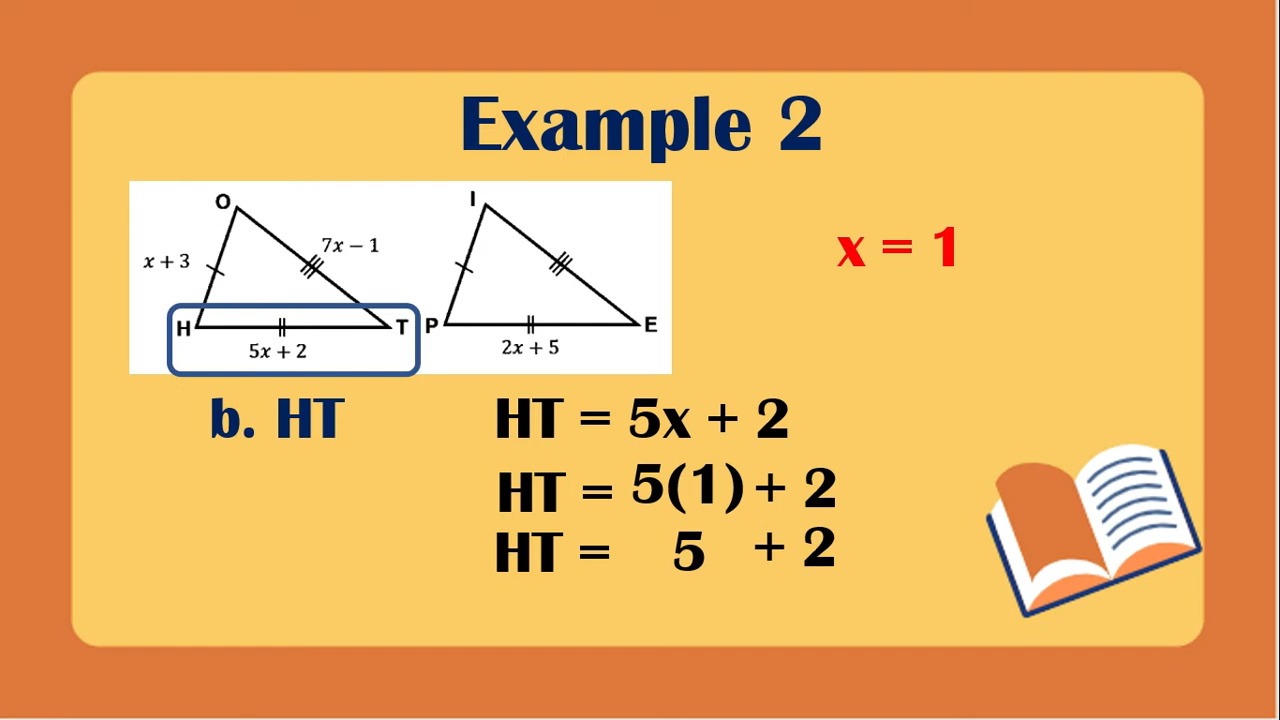 Example 2
O
I
x + 3
7x − 1
x = 1
H
T
P
E
5x + 2
2x + 5
b. HT
HT = 5x + 2
HT = 5(1) + 2
HT = 5 + 2